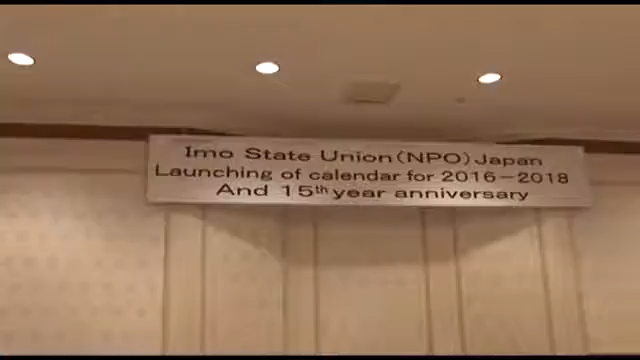 Imo State Union(NPO)Japan
Launching of calendar for 2016-2018
And 15th year anniversary